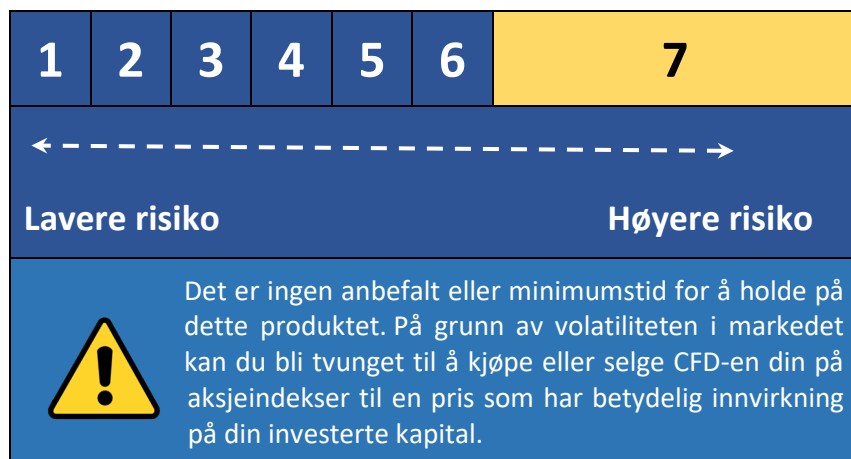 1 2 3 4 5 6 7
Lavere risiko Høyere risiko
Det er ingen anbefalt eller minimumstid for å holde på
dette produktet. På grunn av volatiliteten i markedet
kan du bli tvunget til å kjøpe eller selge CFD-en din på
aksjeindekser til en pris som har betydelig innvirkning
på din investerte kapital.